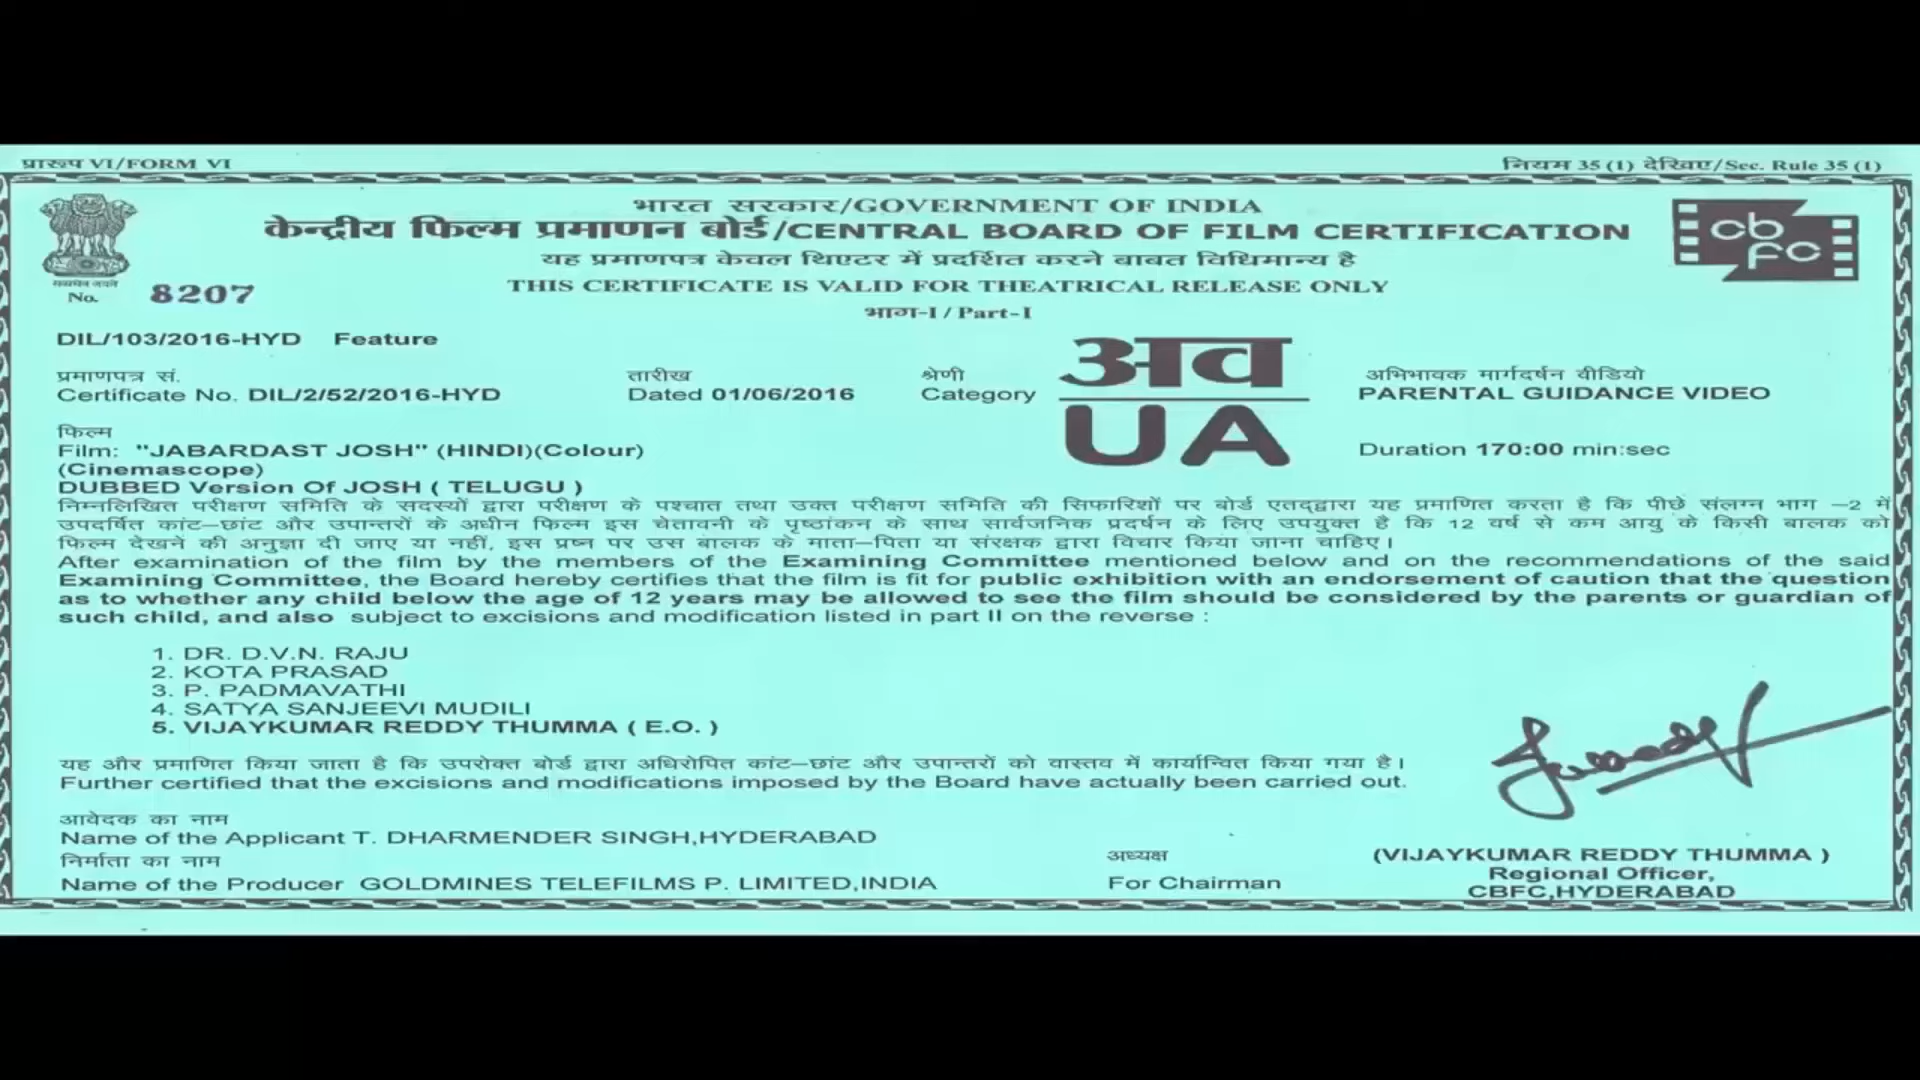 प्रारूप VI/FORM VI
नियम 35 (1) देखिए/Sec. Rule 35 (1)
भारत सरकार/GOVERNMENT OF INDIA
केन्द्रीय फिल्म प्रमाणन बोर्ड/CENTRAL BOARD OF FILM CERTIFICATION
cb
fc
यह प्रमाणपत्र केवल थिएटर में प्रदर्शित करने बाबत विधिमान्य है
सत्यमेव जयते
No. 8207
THIS CERTIFICATE IS VALID FOR THEATRICAL RELEASE ONLY
भाग-I / Part-I
DIL/103/2016-HYD Feature
प्रमाणपत्र सं. तारीख श्रेणी अव अभिभावक मार्गदर्षन वीडियो
Certificate No. DIL/2/52/2016-HYD Dated 01/06/2016 Category UA PARENTAL GUIDANCE VIDEO
फिल्म
Film: "JABARDAST JOSH" (HINDI)(Colour) Duration 170:00 min:sec
(Cinemascope)
DUBBED Version Of JOSH ( TELUGU )
निम्नलिखित परीक्षण समिति के सदस्यों द्वारा परीक्षण के पश्चात तथा उक्त परीक्षण समिति की सिफारिशों पर बोर्ड एतद्द्वारा यह प्रमाणित करता है कि पीछे संलग्न भाग –2 में
उपदर्षित कांट–छांट और उपान्तरों के अधीन फिल्म इस चेतावनी के पृष्ठांकन के साथ सार्वजनिक प्रदर्षन के लिए उपयुक्त है कि 12 वर्ष से कम आयु के किसी बालक को
फिल्म देखनें की अनुज्ञा दी जाए या नहीं, इस प्रष्न पर उस बालक के माता–पिता या संरक्षक द्वारा विचार किया जाना चाहिए।
After examination of the film by the members of the Examining Committee mentioned below and on the recommendations of the said
Examining Committee, the Board hereby certifies that the film is fit for public exhibition with an endorsement of caution that the question
as to whether any child below the age of 12 years may be allowed to see the film should be considered by the parents or guardian of
such child, and also subject to excisions and modification listed in part II on the reverse :
1. DR. D.V.N. RAJU
2. KOTA PRASAD
3. P. PADMAVATHI
4. SATYA SANJEEVI MUDILI
5. VIJAYKUMAR REDDY THUMMA ( E.O. )
यह और प्रमाणित किया जाता है कि उपरोक्त बोर्ड द्वारा अधिरोपित कांट–छांट और उपान्तरों को वास्तव में कार्यान्वित किया गया है।
Further certified that the excisions and modifications imposed by the Board have actually been carried out.
आवेदक का नाम
Name of the Applicant T. DHARMENDER SINGH,HYDERABAD
निर्माता का नाम
Name of the Producer GOLDMINES TELEFILMS P. LIMITED,INDIA
अध्यक्ष
For Chairman
(VIJAYKUMAR REDDY THUMMA )
Regional Officer,
CBFC,HYDERABAD